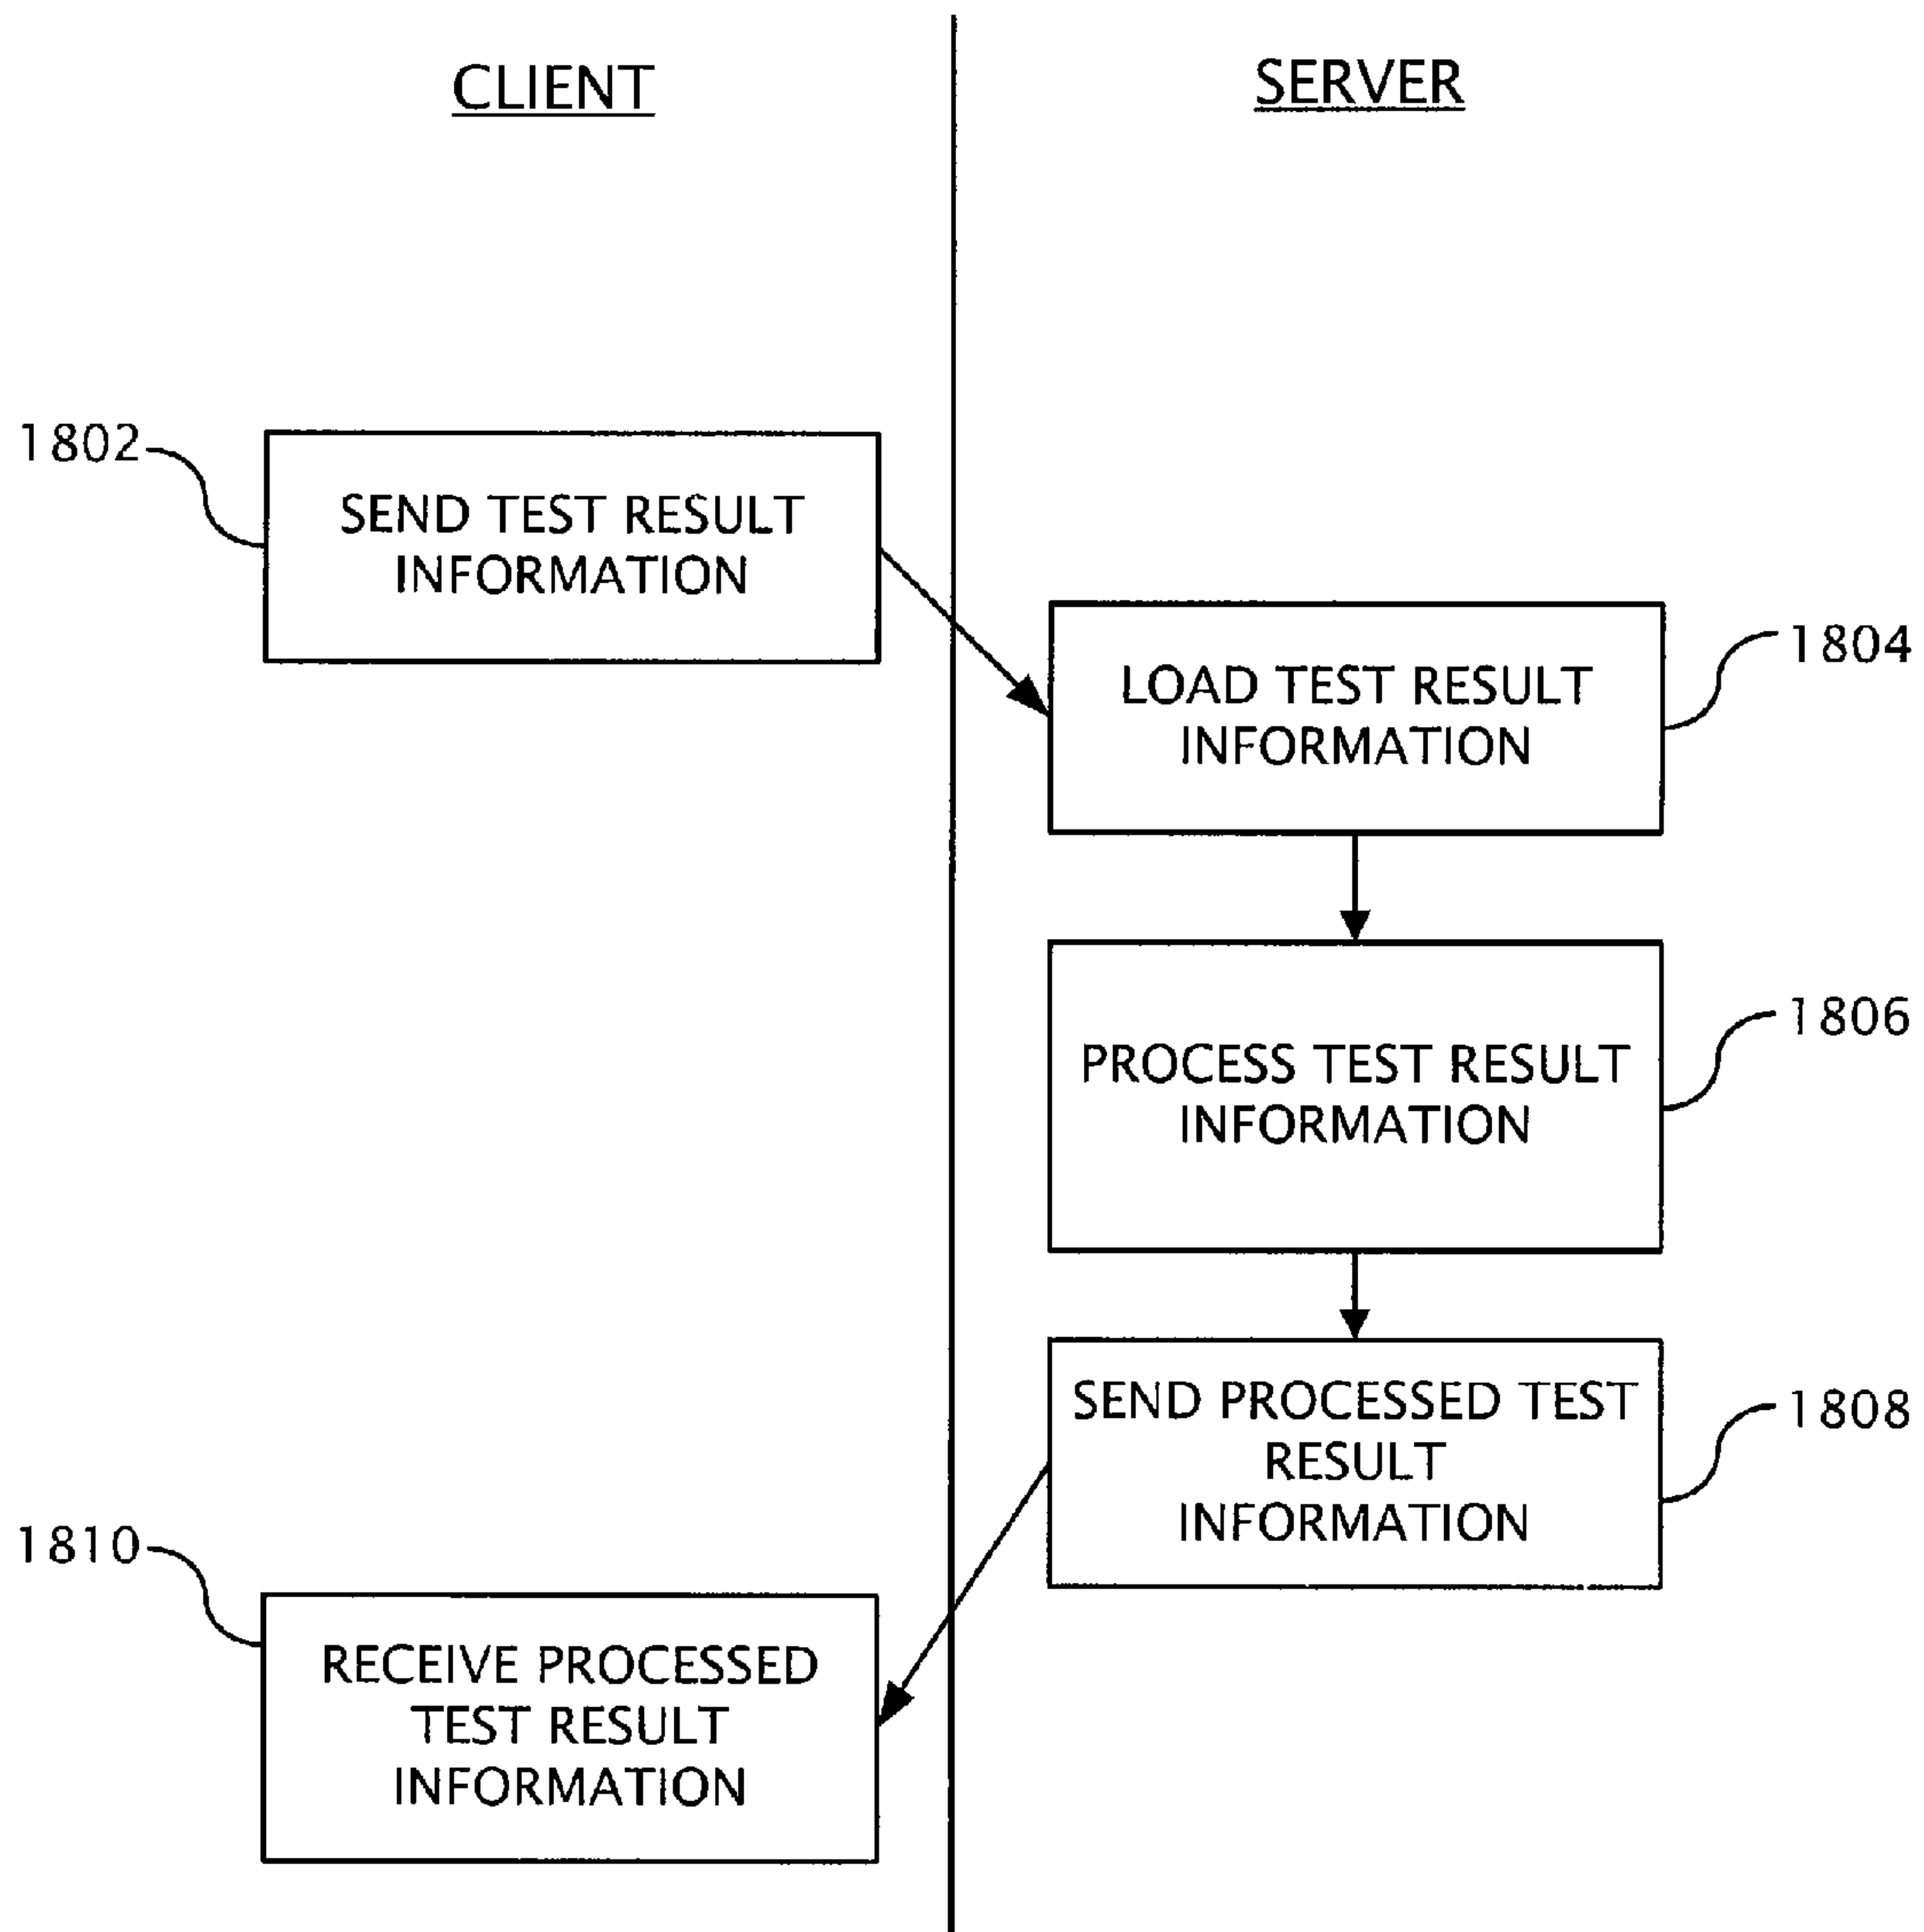 CLIENT
SERVER
1802
SEND TEST RESULT
INFORMATION
1804
LOAD TEST RESULT
INFORMATION
1806
PROCESS TEST RESULT
INFORMATION
1808
SEND PROCESSED TEST
RESULT
INFORMATION
1810
RECEIVE PROCESSED
TEST RESULT
INFORMATION